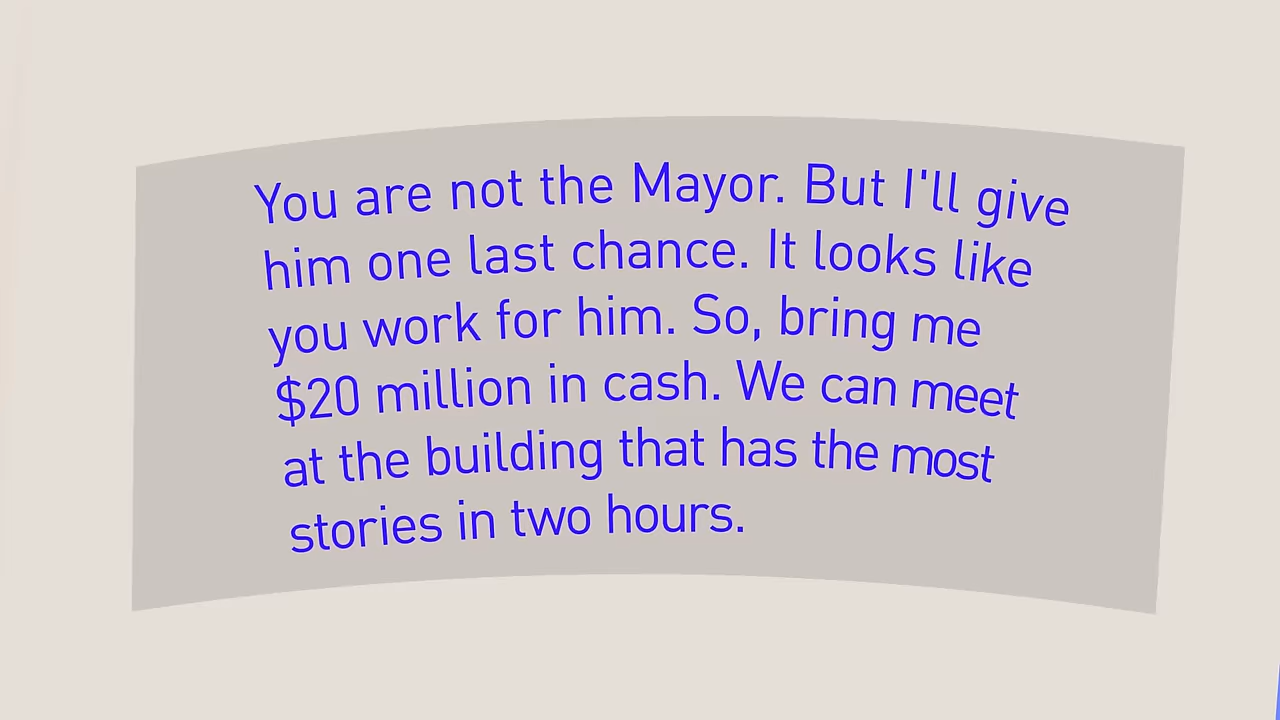 You are not the Mayor. But I'll give
him one last chance. It looks like
you work for him. So, bring me
$20 million in cash. We can meet
at the building that has the most
stories in two hours.